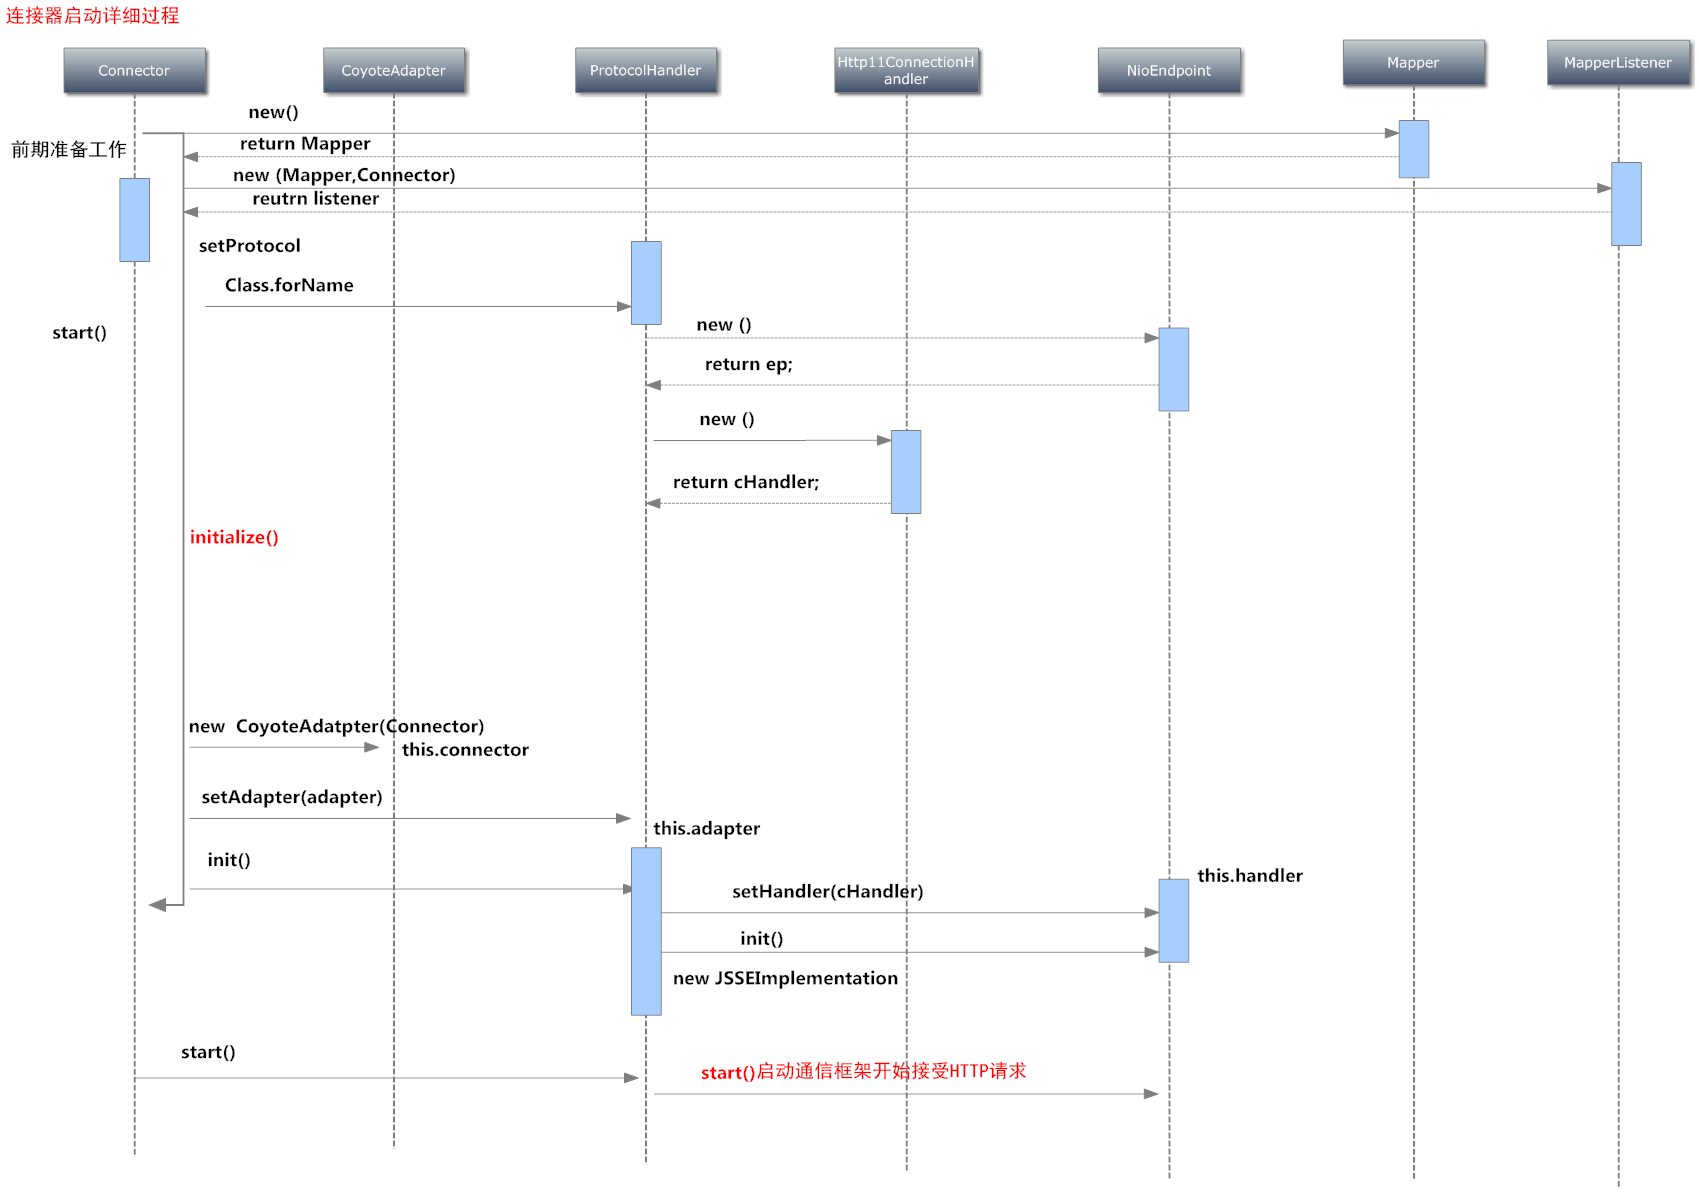 连接器启动详细过程
Connector
CoyoteAdapter
ProtocolHandler
Http11ConnectionH
andler
NioEndpoint
Mapper
MapperListener
new()
前期准备工作
return Mapper
new (Mapper,Connector)
reutrn listener
setProtocol
Class.forName
new ()
start()
return ep;
new ()
return cHandler;
initialize()
new  CoyoteAdatpter(Connector)
this.connector
setAdapter(adapter)
this.adapter
init()
this.handler
setHandler(cHandler)
init()
new JSSEImplementation
start()
start()启动通信框架开始接受HTTP请求